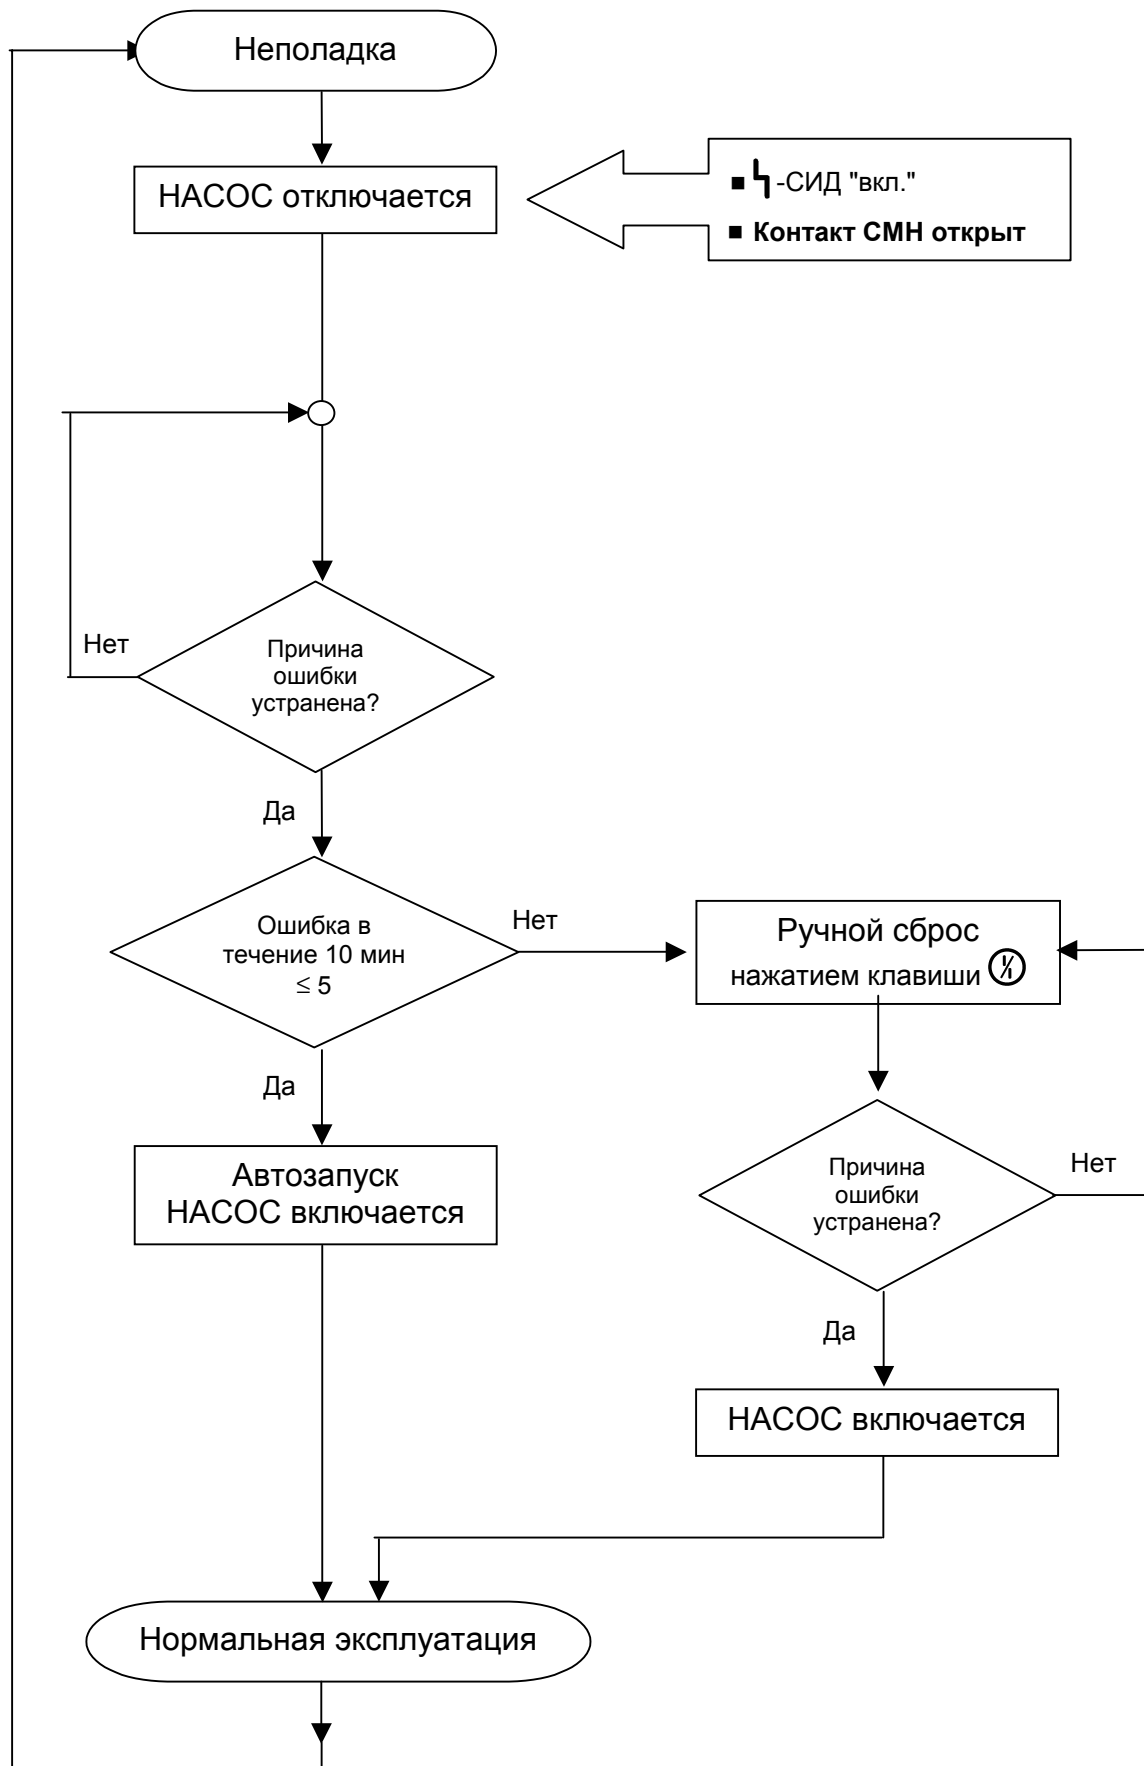 Неполадка
НАСОС отключается
■ -СИД "вкл."
■ Контакт СМН открыт
Нет
Причина
ошибки
устранена?
Да
Ошибка в
течение 10 мин
≤ 5
Нет
Ручной сброс
нажатием клавиши
Да
Автозапуск
НАСОС включается
Причина
ошибки
устранена?
Нет
Да
НАСОС включается
Нормальная эксплуатация